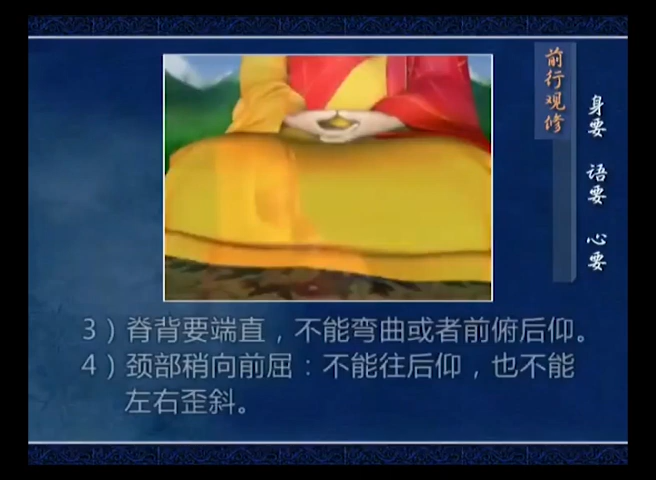 前行观修
身要 语要 心要
3）脊背要端直，不能弯曲或者前俯后仰。
4）颈部稍向前屈：不能往后仰，也不能
左右歪斜。